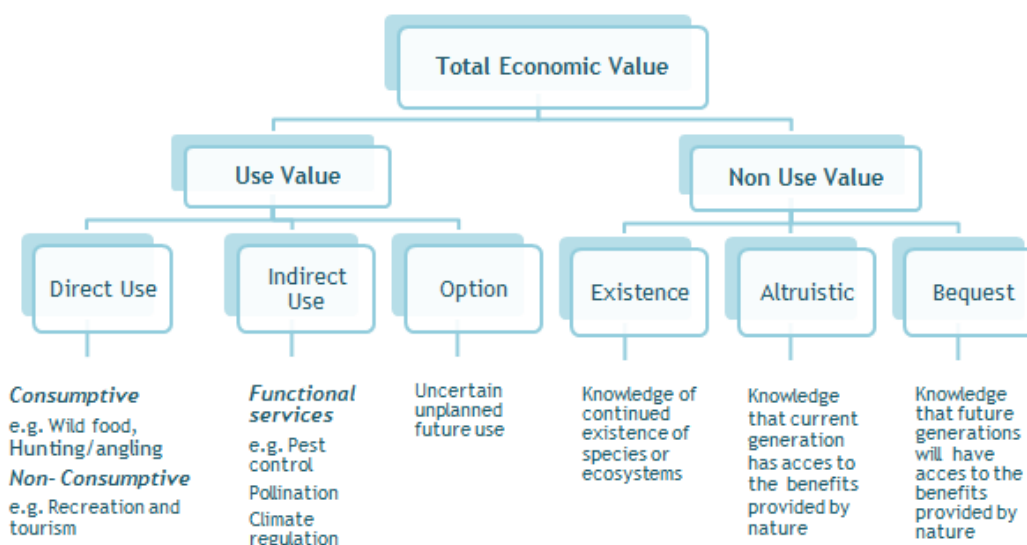 Total Economic Value
Use Value
Non Use Value
Direct Use
Indirect
Use
Option
Existence
Altruistic
Bequest
Consumptive
e.g. Wild food,
Hunting/angling
Non- Consumptive
e.g. Recreation and
tourism
Functional
services
e.g. Pest
control
Pollination
Climate
regulation
Uncertain
unplanned
future use
Knowledge of
continued
existence of
species or
ecosystems
Knowledge
that current
generation
has acces to
the benefits
provided by
nature
Knowledge
that future
generations
will have
acces to the
benefits
provided by
nature